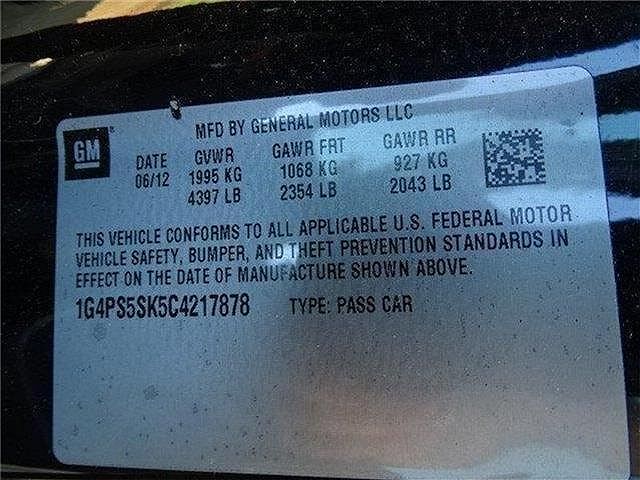 MFD BY GENERAL MOTORS LLC
GM
DATE GVWR GAWR FRT GAWR RR
06/12 1995 KG 1068 KG 927 KG
4397 LB 2354 LB 2043 LB
THIS VEHICLE CONFORMS TO ALL APPLICABLE U.S. FEDERAL MOTOR
VEHICLE SAFETY, BUMPER, AND THEFT PREVENTION STANDARDS IN
EFFECT ON THE DATE OF MANUFACTURE SHOWN ABOVE.
1G4PS5SK5C4217878 TYPE: PASS CAR